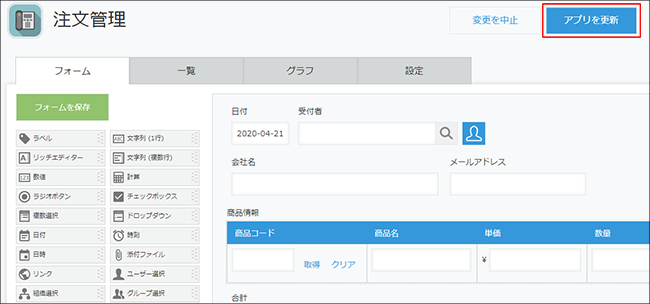 注文管理
変更を中止
アプリを更新
フォーム
一覧
グラフ
設定
フォームを保存
ラベル
文字列 (1行)
リッチエディター
文字列 (複数行)
数値
計算
ラジオボタン
チェックボックス
複数選択
ドロップダウン
日付
時刻
日時
添付ファイル
リンク
ユーザー選択
組織選択
グループ選択
日付
受付者
2020-04-21
会社名
メールアドレス
商品情報
商品コード
商品名
単価
数量
取得
クリア
¥
合計